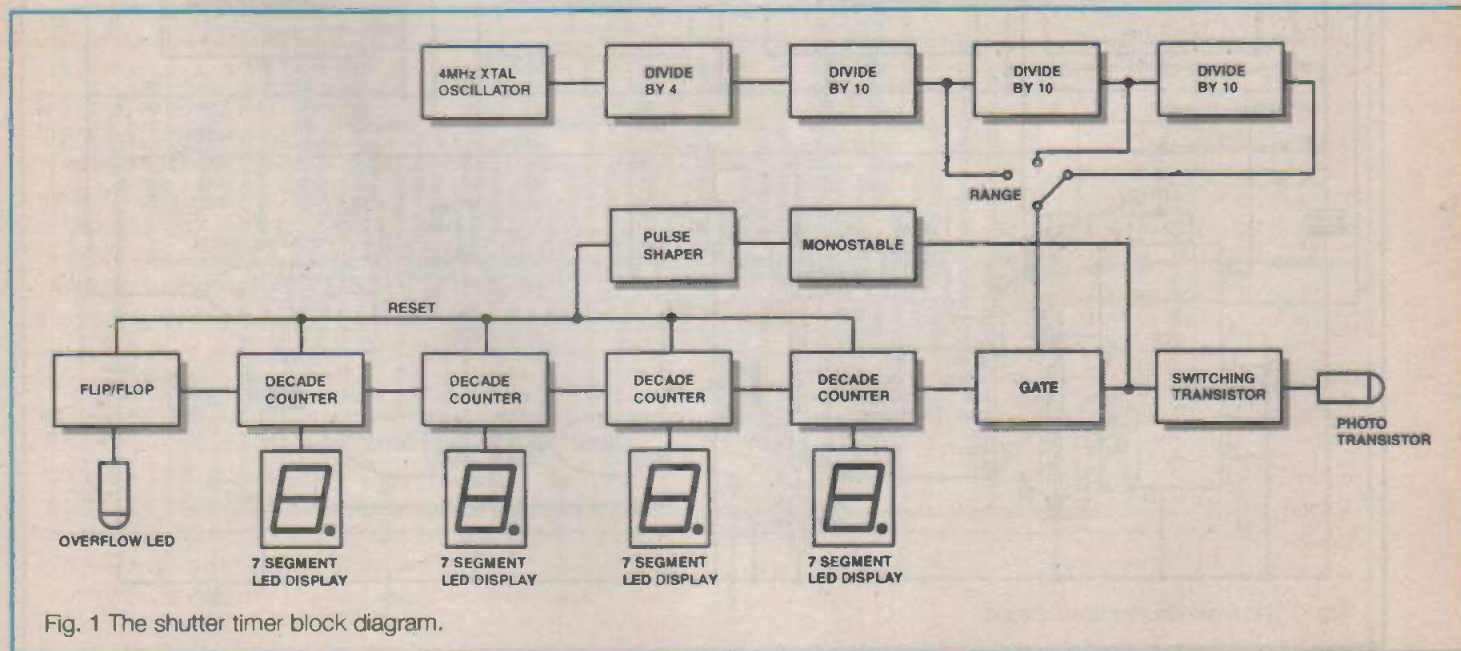 4MHz XTAL
OSCILLATOR
DIVIDE
BY 4
DIVIDE
BY 10
DIVIDE
BY 10
DIVIDE
BY 10
RANGE
PULSE
SHAPER
MONOSTABLE
RESET
FLIP/FLOP
DECADE
COUNTER
DECADE
COUNTER
DECADE
COUNTER
DECADE
COUNTER
GATE
SWITCHING
TRANSISTOR
PHOTO
TRANSISTOR
OVERFLOW LED
7 SEGMENT
LED DISPLAY
7 SEGMENT
LED DISPLAY
7 SEGMENT
LED DISPLAY
7 SEGMENT
LED DISPLAY
Fig. 1 The shutter timer block diagram.